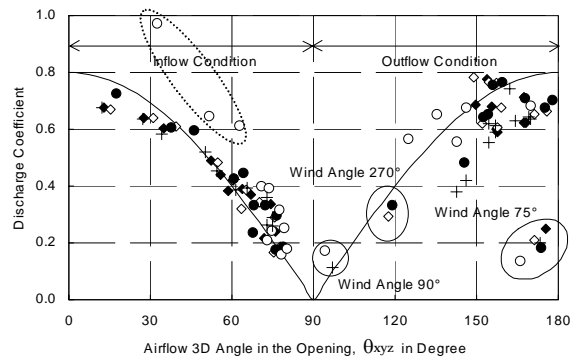 1.0
Inflow Condition
Outflow Condition
0.8
0.6
0.4
0.2
0.0
Discharge Coefficient
Wind Angle 270°
Wind Angle 75°
Wind Angle 90°
0 30 60 90 120 150 180
Airflow 3D Angle in the Opening, θxyz in Degree